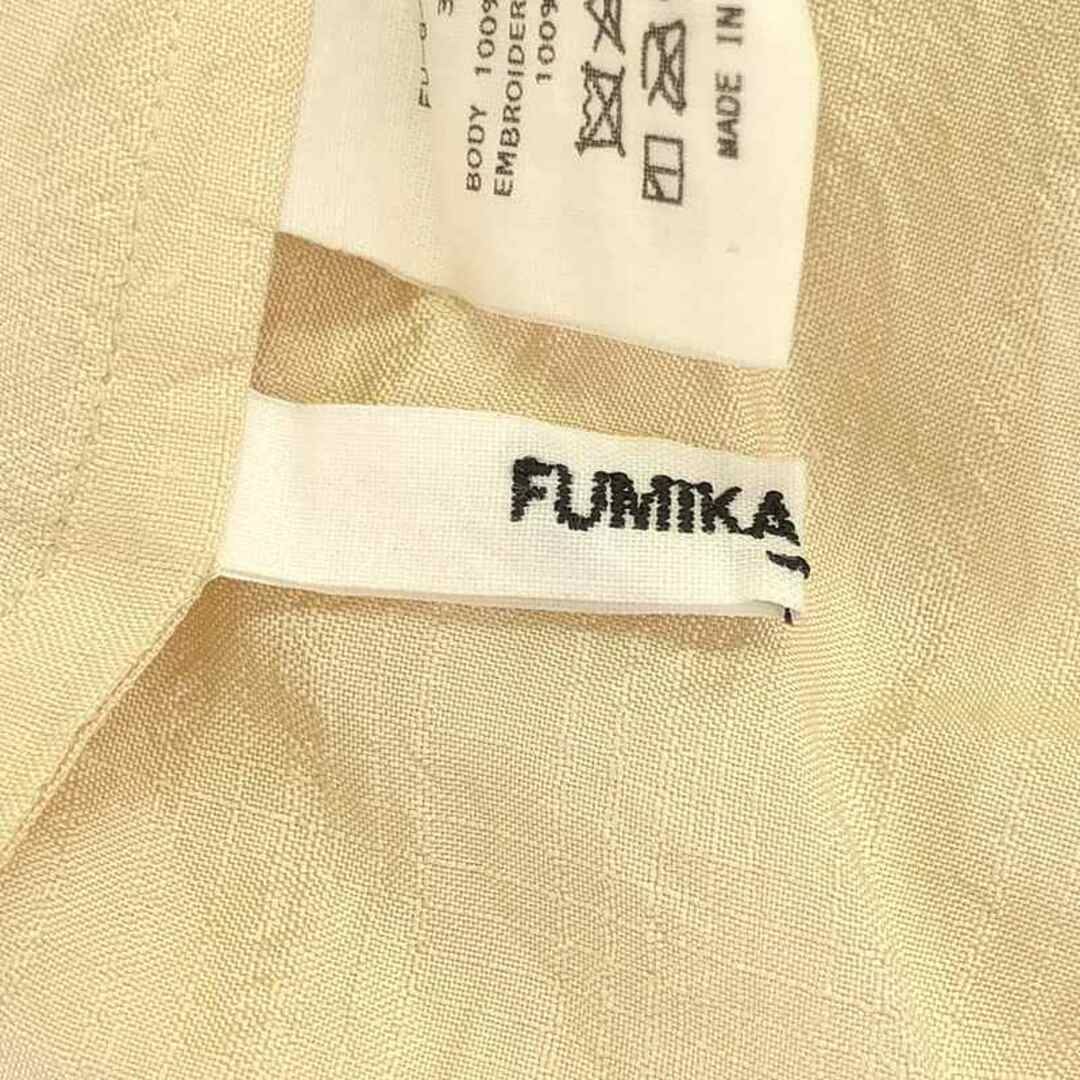 BODY 100%
EMBROIDER
100%
MADE IN
FUMIKA